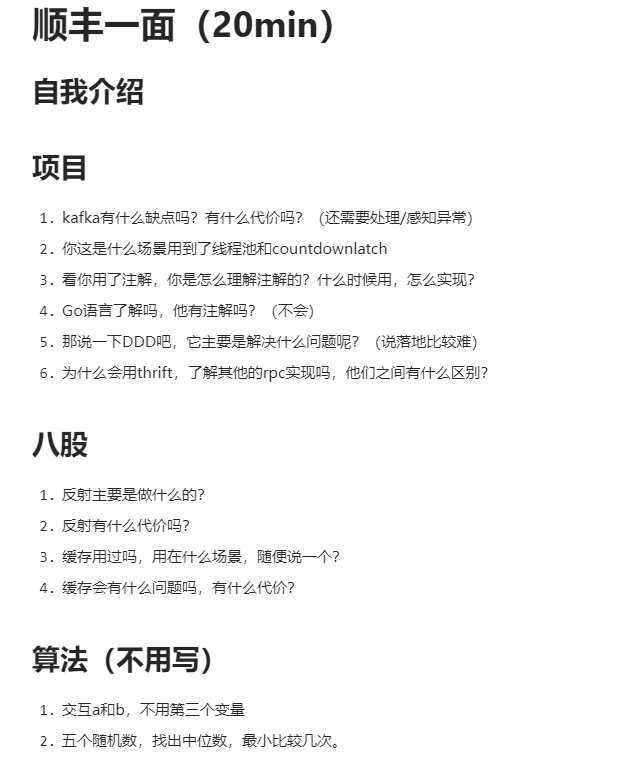 顺丰一面（20min）
自我介绍
项目
1. kafka有什么缺点吗？有什么代价吗？（还需要处理/感知异常）
2. 你这是什么场景用到了线程池和countdownlatch
3. 看你用了注解，你是怎么理解注解的？什么时候用，怎么实现？
4. Go语言了解吗，他有注解吗？（不会）
5. 那说一下DDD吧，它主要是解决什么问题呢？（说落地比较难）
6. 为什么会用thrift，了解其他的rpc实现吗，他们之间有什么区别？
八股
1. 反射主要是做什么的？
2. 反射有什么代价吗？
3. 缓存用过吗，用在什么场景，随便说一个？
4. 缓存会有什么问题吗，有什么代价？
算法（不用写）
1. 交互a和b，不用第三个变量
2. 五个随机数，找出中位数，最小比较几次。